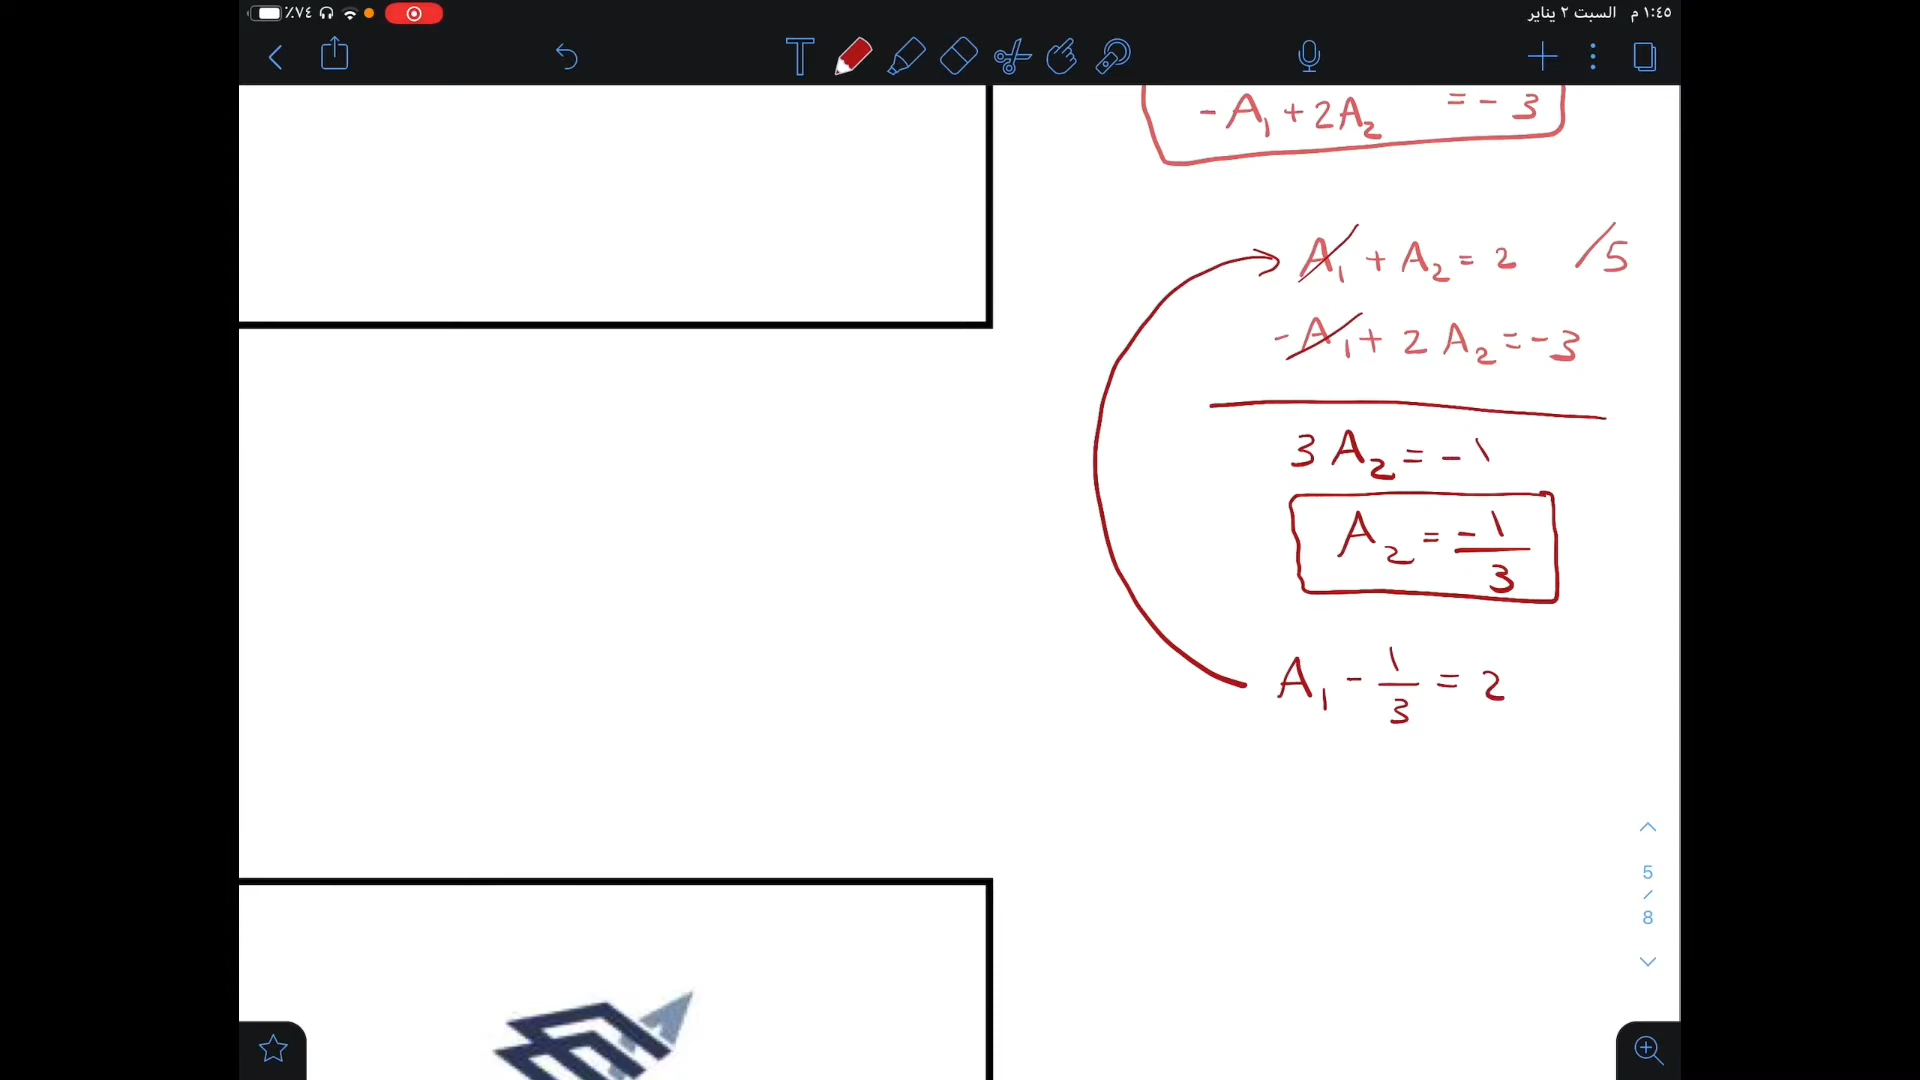 ٪٧٤
١:٤٥ م السبت ٢ يناير
T
-A₁ + 2A₂ = -3
A₁ + A₂ = 2 /5
-A₁ + 2A₂ = -3
3A₂ = -1
A₂ = -1/3
A₁ - 1/3 = 2
5
/
8